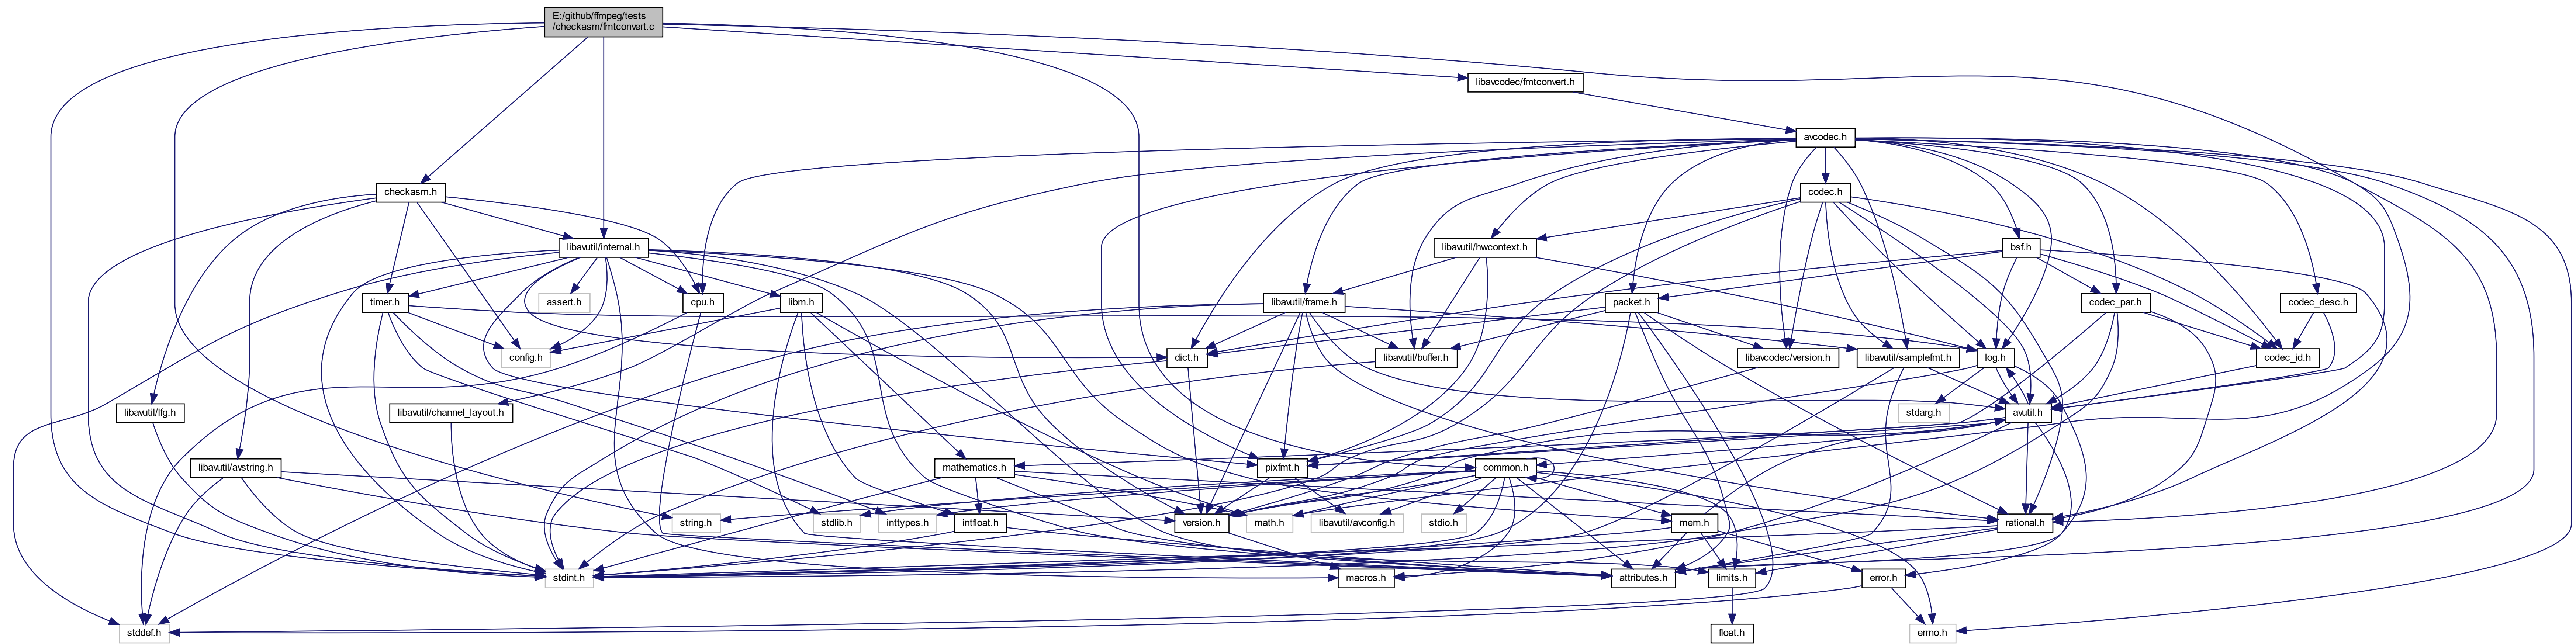 E:/github/ffmpeg/tests
/checkasm/fmtconvert.c
libavcodec/fmtconvert.h
avcodec.h
checkasm.h
codec.h
libavutil/internal.h
libavutil/hwcontext.h
bsf.h
timer.h
assert.h
cpu.h
libm.h
libavutil/frame.h
packet.h
codec_par.h
codec_desc.h
config.h
dict.h
libavutil/buffer.h
libavcodec/version.h
libavutil/samplefmt.h
log.h
codec_id.h
libavutil/lfg.h
libavutil/channel_layout.h
stdarg.h
avutil.h
libavutil/avstring.h
mathematics.h
pixfmt.h
common.h
string.h
stdlib.h
inttypes.h
intfloat.h
version.h
math.h
libavutil/avconfig.h
stdio.h
mem.h
rational.h
stdint.h
macros.h
attributes.h
limits.h
error.h
stddef.h
float.h
errno.h